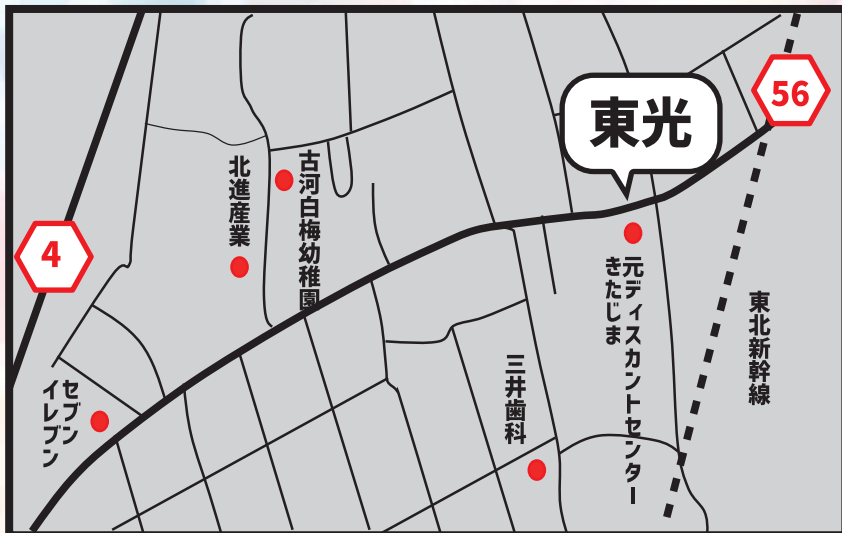 56
東光
4
北進産業
古河白梅幼稚園
元ディスカントセンター
きたじま
東北新幹線
三井歯科
セブン
イレブン